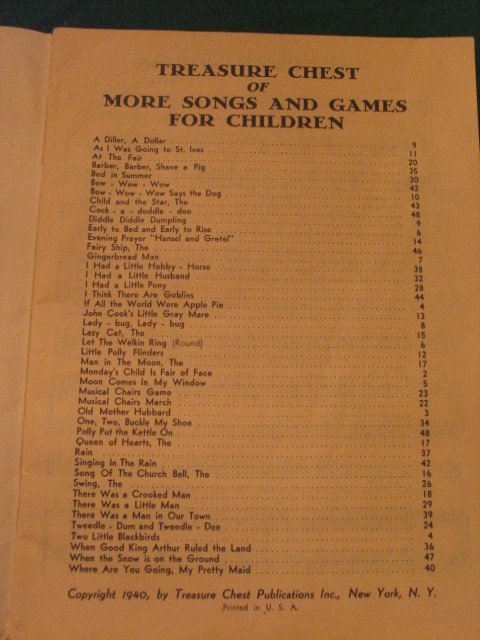 TREASURE CHEST
OF
MORE SONGS AND GAMES
FOR CHILDREN
A Diller, A Dollar 9
As I Was Going to St. Ives 11
At The Fair 20
Barber, Barber, Shave a Pig 35
Bed in Summer 30
Bow - Wow - Wow 42
Bow - Wow - Wow Says the Dog 10
Child and the Star, The 43
Cock - a - doddle - doo 48
Diddle Diddle Dumpling 9
Early to Bed and Early to Rise 6
Evening Prayer "Hansel and Gretel" 14
Fairy Ship, The 46
Gingerbread Man 7
I Had a Little Hobby - Horse 38
I Had a Little Husband 32
I Had a Little Pony 28
I Think There Are Goblins 44
If All the World Were Apple Pie 4
John Cook's Little Gray Mare 13
Lady - bug, Lady - bug 8
Lazy Cat, The 15
Let The Welkin Ring (Round) 6
Little Polly Flinders 12
Man in The Moon, The 17
Monday's Child Is Fair of Face 2
Moon Comes In My Window 5
Musical Chairs Game 23
Musical Chairs March 22
Old Mother Hubbard 3
One, Two, Buckle My Shoe 34
Polly Put the Kettle On 48
Queen of Hearts, The 17
Rain 37
Singing In The Rain 42
Song Of The Church Bell, The 16
Swing, The 26
There Was a Crooked Man 18
There Was a Little Man 29
There Was a Man in Our Town 39
Tweedle - Dum and Tweedle - Dee 24
Two Little Blackbirds 4
When Good King Arthur Ruled the Land 36
When the Snow is on the Ground 47
Where Are You Going, My Pretty Maid 40
Copyright 1940, by Treasure Chest Publications Inc., New York, N. Y.
Printed in U. S. A.